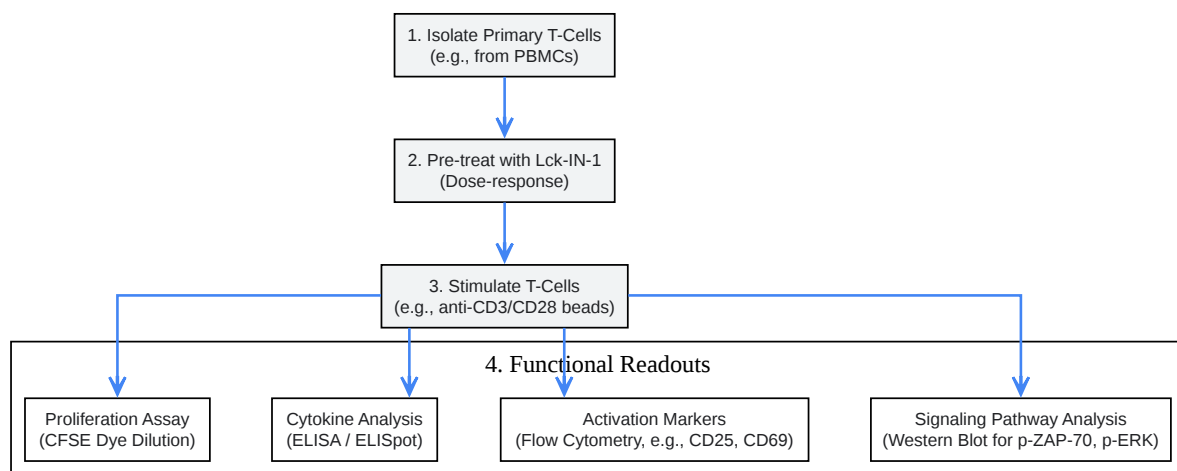 1. Isolate Primary T-Cells
(e.g., from PBMCs)
2. Pre-treat with Lck-IN-1
(Dose-response)
3. Stimulate T-Cells
(e.g., anti-CD3/CD28 beads)
4. Functional Readouts
Proliferation Assay
(CFSE Dye Dilution)
Cytokine Analysis
(ELISA / ELISpot)
Activation Markers
(Flow Cytometry, e.g., CD25, CD69)
Signaling Pathway Analysis
(Western Blot for p-ZAP-70, p-ERK)